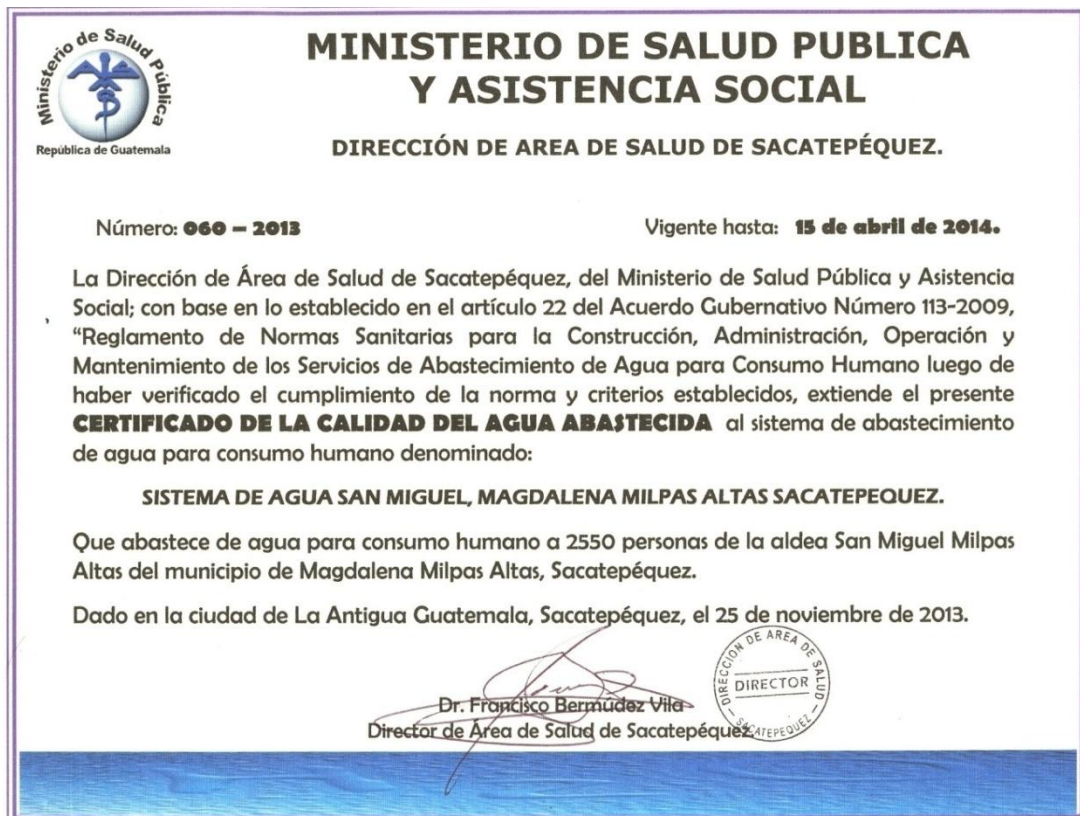 Ministerio de Salud Pública
República de Guatemala
MINISTERIO DE SALUD PUBLICA
Y ASISTENCIA SOCIAL
DIRECCIÓN DE AREA DE SALUD DE SACATEPÉQUEZ.
Número: 060 – 2013
Vigente hasta: 15 de abril de 2014.
La Dirección de Área de Salud de Sacatepéquez, del Ministerio de Salud Pública y Asistencia
Social; con base en lo establecido en el artículo 22 del Acuerdo Gubernativo Número 113-2009,
“Reglamento de Normas Sanitarias para la Construcción, Administración, Operación y
Mantenimiento de los Servicios de Abastecimiento de Agua para Consumo Humano luego de
haber verificado el cumplimiento de la norma y criterios establecidos, extiende el presente
CERTIFICADO DE LA CALIDAD DEL AGUA ABASTECIDA al sistema de abastecimiento
de agua para consumo humano denominado:
SISTEMA DE AGUA SAN MIGUEL, MAGDALENA MILPAS ALTAS SACATEPEQUEZ.
Que abastece de agua para consumo humano a 2550 personas de la aldea San Miguel Milpas
Altas del municipio de Magdalena Milpas Altas, Sacatepéquez.
Dado en la ciudad de La Antigua Guatemala, Sacatepéquez, el 25 de noviembre de 2013.
DIRECCION DE AREA DE SALUD
DIRECTOR
SACATEPEQUEZ
Dr. Francisco Bermúdez Vila
Director de Área de Salud de Sacatepéquez